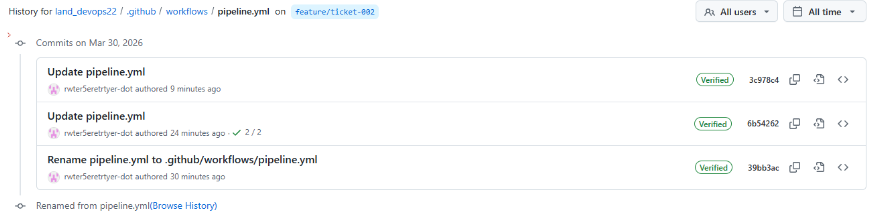 History for land_devops22 / .github / workflows / pipeline.yml on feature/ticket-002
All users
All time
Commits on Mar 30, 2026
Update pipeline.yml
rwter5eretrtyer-dot authored 9 minutes ago
Verified
3c978c4
Update pipeline.yml
rwter5eretrtyer-dot authored 24 minutes ago · 2 / 2
Verified
6b54262
Rename pipeline.yml to .github/workflows/pipeline.yml
rwter5eretrtyer-dot authored 30 minutes ago
Verified
39bb3ac
Renamed from pipeline.yml(Browse History)